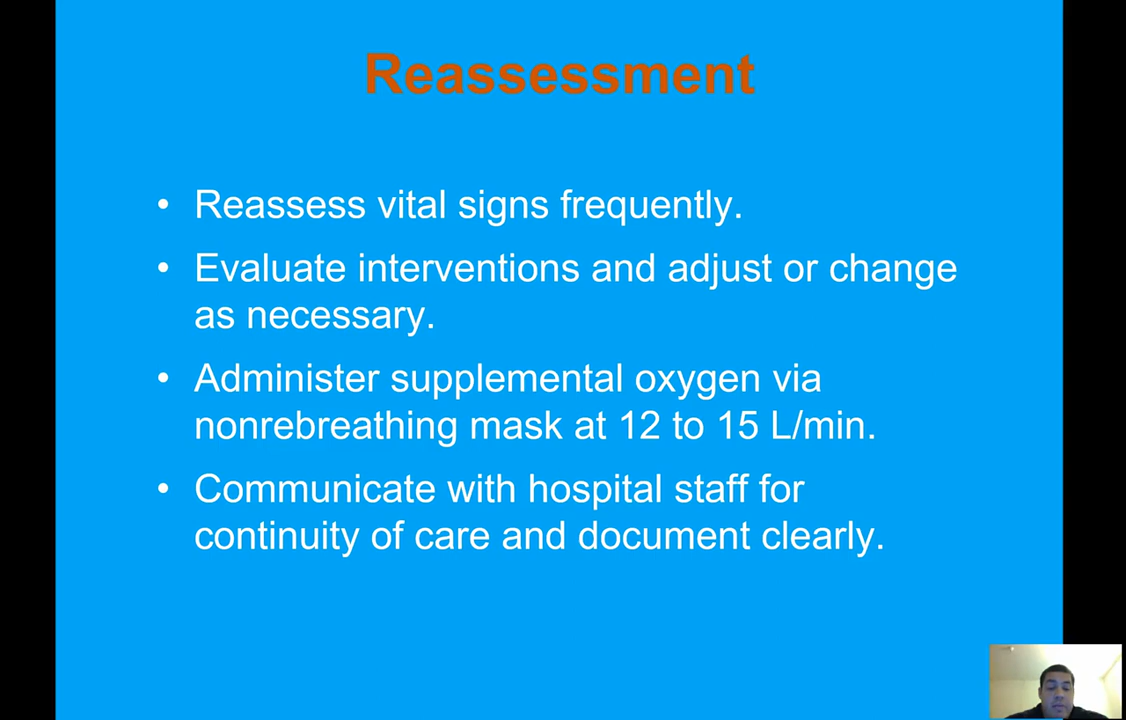 Reassessment
• Reassess vital signs frequently.
• Evaluate interventions and adjust or change
as necessary.
• Administer supplemental oxygen via
nonrebreathing mask at 12 to 15 L/min.
• Communicate with hospital staff for
continuity of care and document clearly.